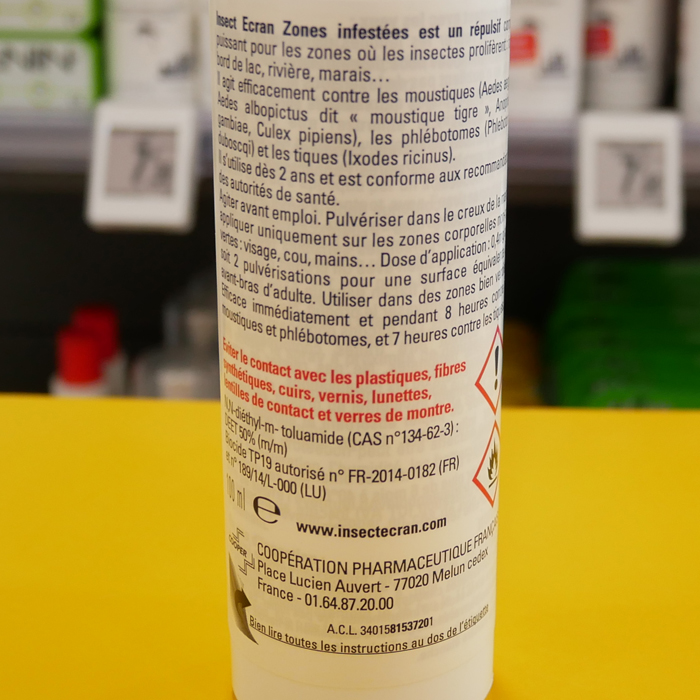 Insect Ecran Zones infestées est un répulsif
puissant pour les zones où les insectes prolifèrent
bord de lac, rivière, marais…
Il agit efficacement contre les moustiques (Aedes
Aedes albopictus dit « moustique tigre »,
gambiae, Culex pipiens), les phlébotomes
duboscqi) et les tiques (Ixodes ricinus).
Il s'utilise dès 2 ans et est conforme aux
des autorités de santé.
Agiter avant emploi. Pulvériser dans le creux de la
appliquer uniquement sur les zones corporelles
vertes : visage, cou, mains… Dose d'application :
soit 2 pulvérisations pour une surface
avant-bras d'adulte. Utiliser dans des zones bien
Efficace immédiatement et pendant 8 heures
moustiques et phlébotomes, et 7 heures contre les
Eviter le contact avec les plastiques, fibres
synthétiques, cuirs, vernis, lunettes,
lentilles de contact et verres de montre.
N,N-diéthyl-m- toluamide (CAS n°134-62-3) :
DEET 50% (m/m)
Biocide TP19 autorisé n° FR-2014-0182 (FR)
et n° 189/14/L-000 (LU)
100 ml e
www.insectecran.com
COOPER
COOPÉRATION PHARMACEUTIQUE
Place Lucien Auvert - 77020 Melun cedex
France - 01.64.87.20.00
A.C.L. 3401581537201
Bien lire toutes les instructions au dos de l'étiquette